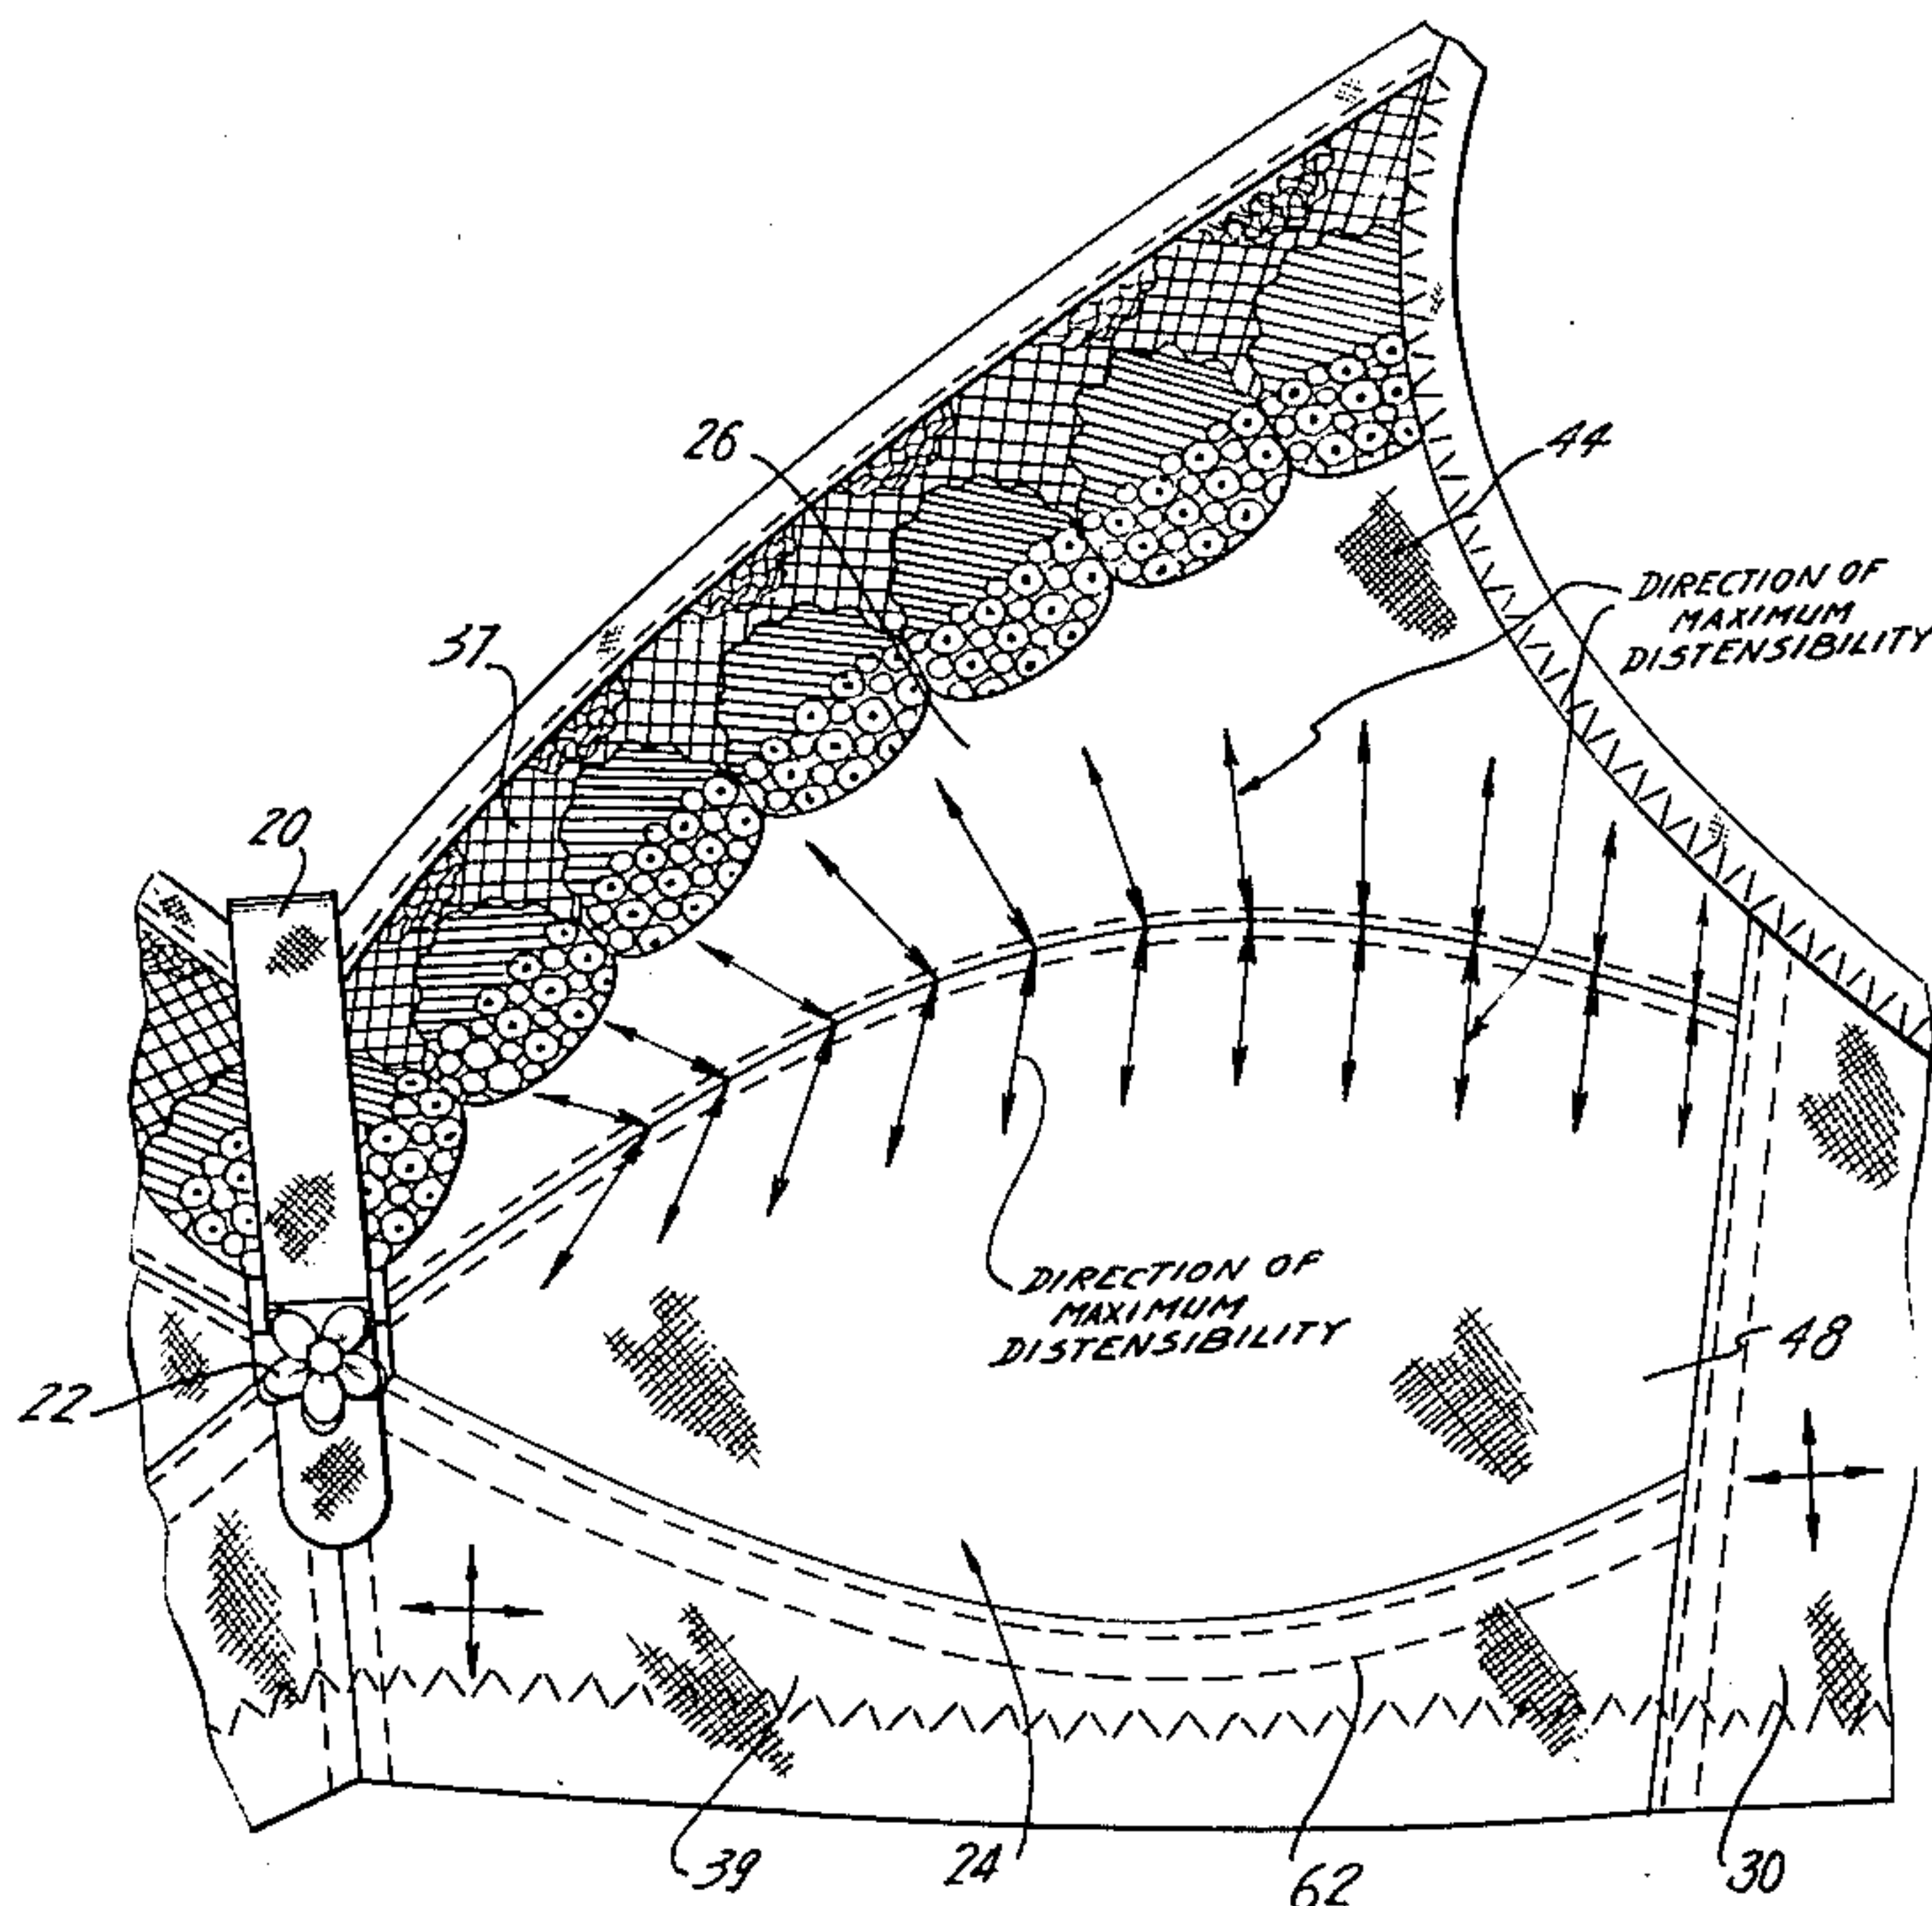 26
44
DIRECTION OF
MAXIMUM
DISTENSIBILITY
37
20
DIRECTION OF
MAXIMUM
DISTENSIBILITY
48
22
39
24
62
30